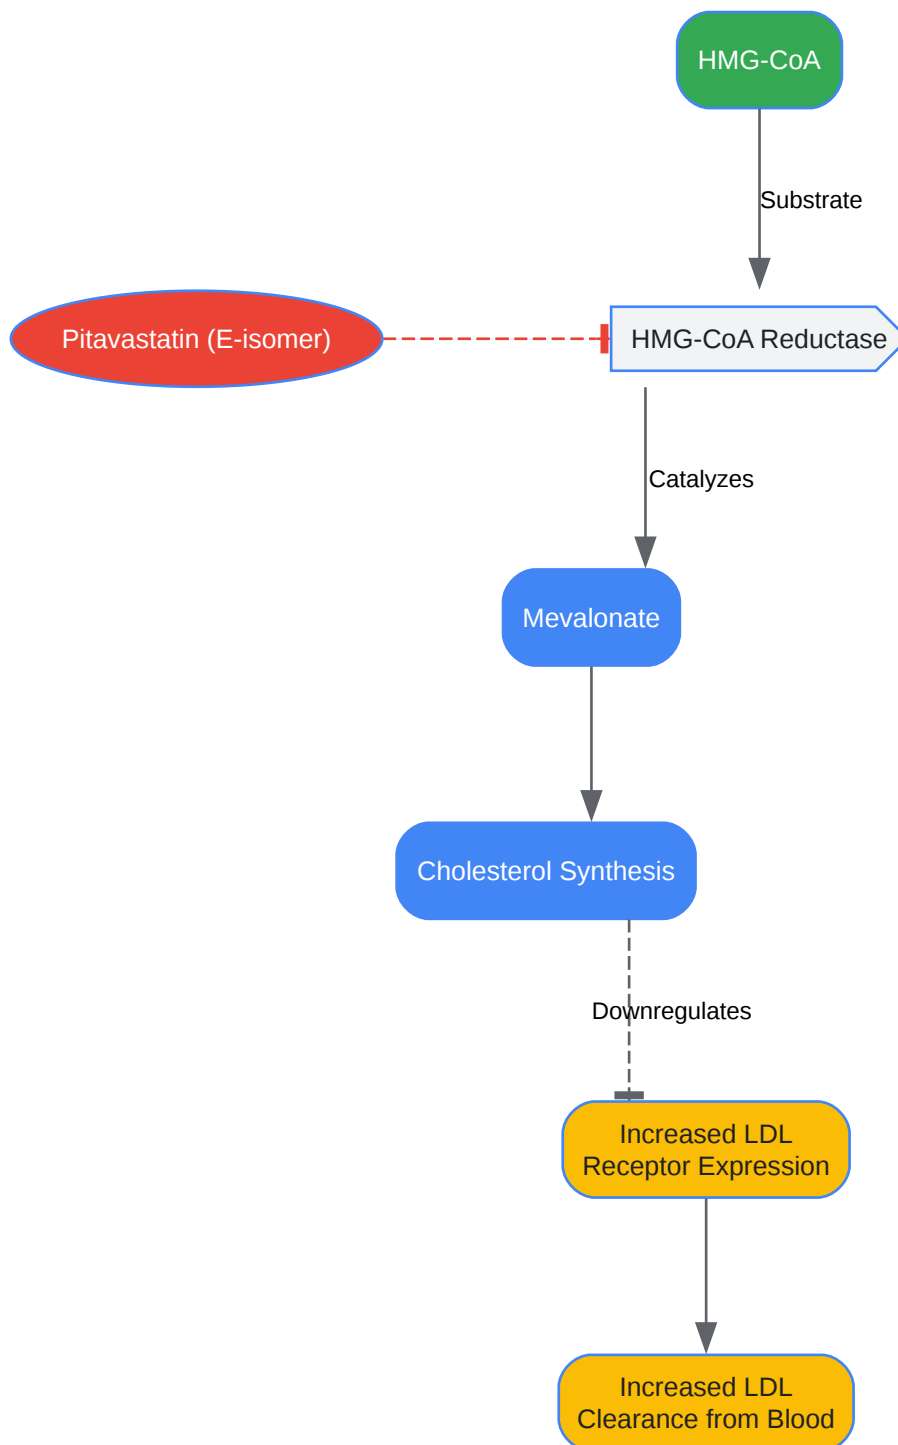 HMG-CoA
Substrate
Pitavastatin (E-isomer)
HMG-CoA Reductase
Catalyzes
Mevalonate
Cholesterol Synthesis
Downregulates
Increased LDL
Receptor Expression
Increased LDL
Clearance from Blood